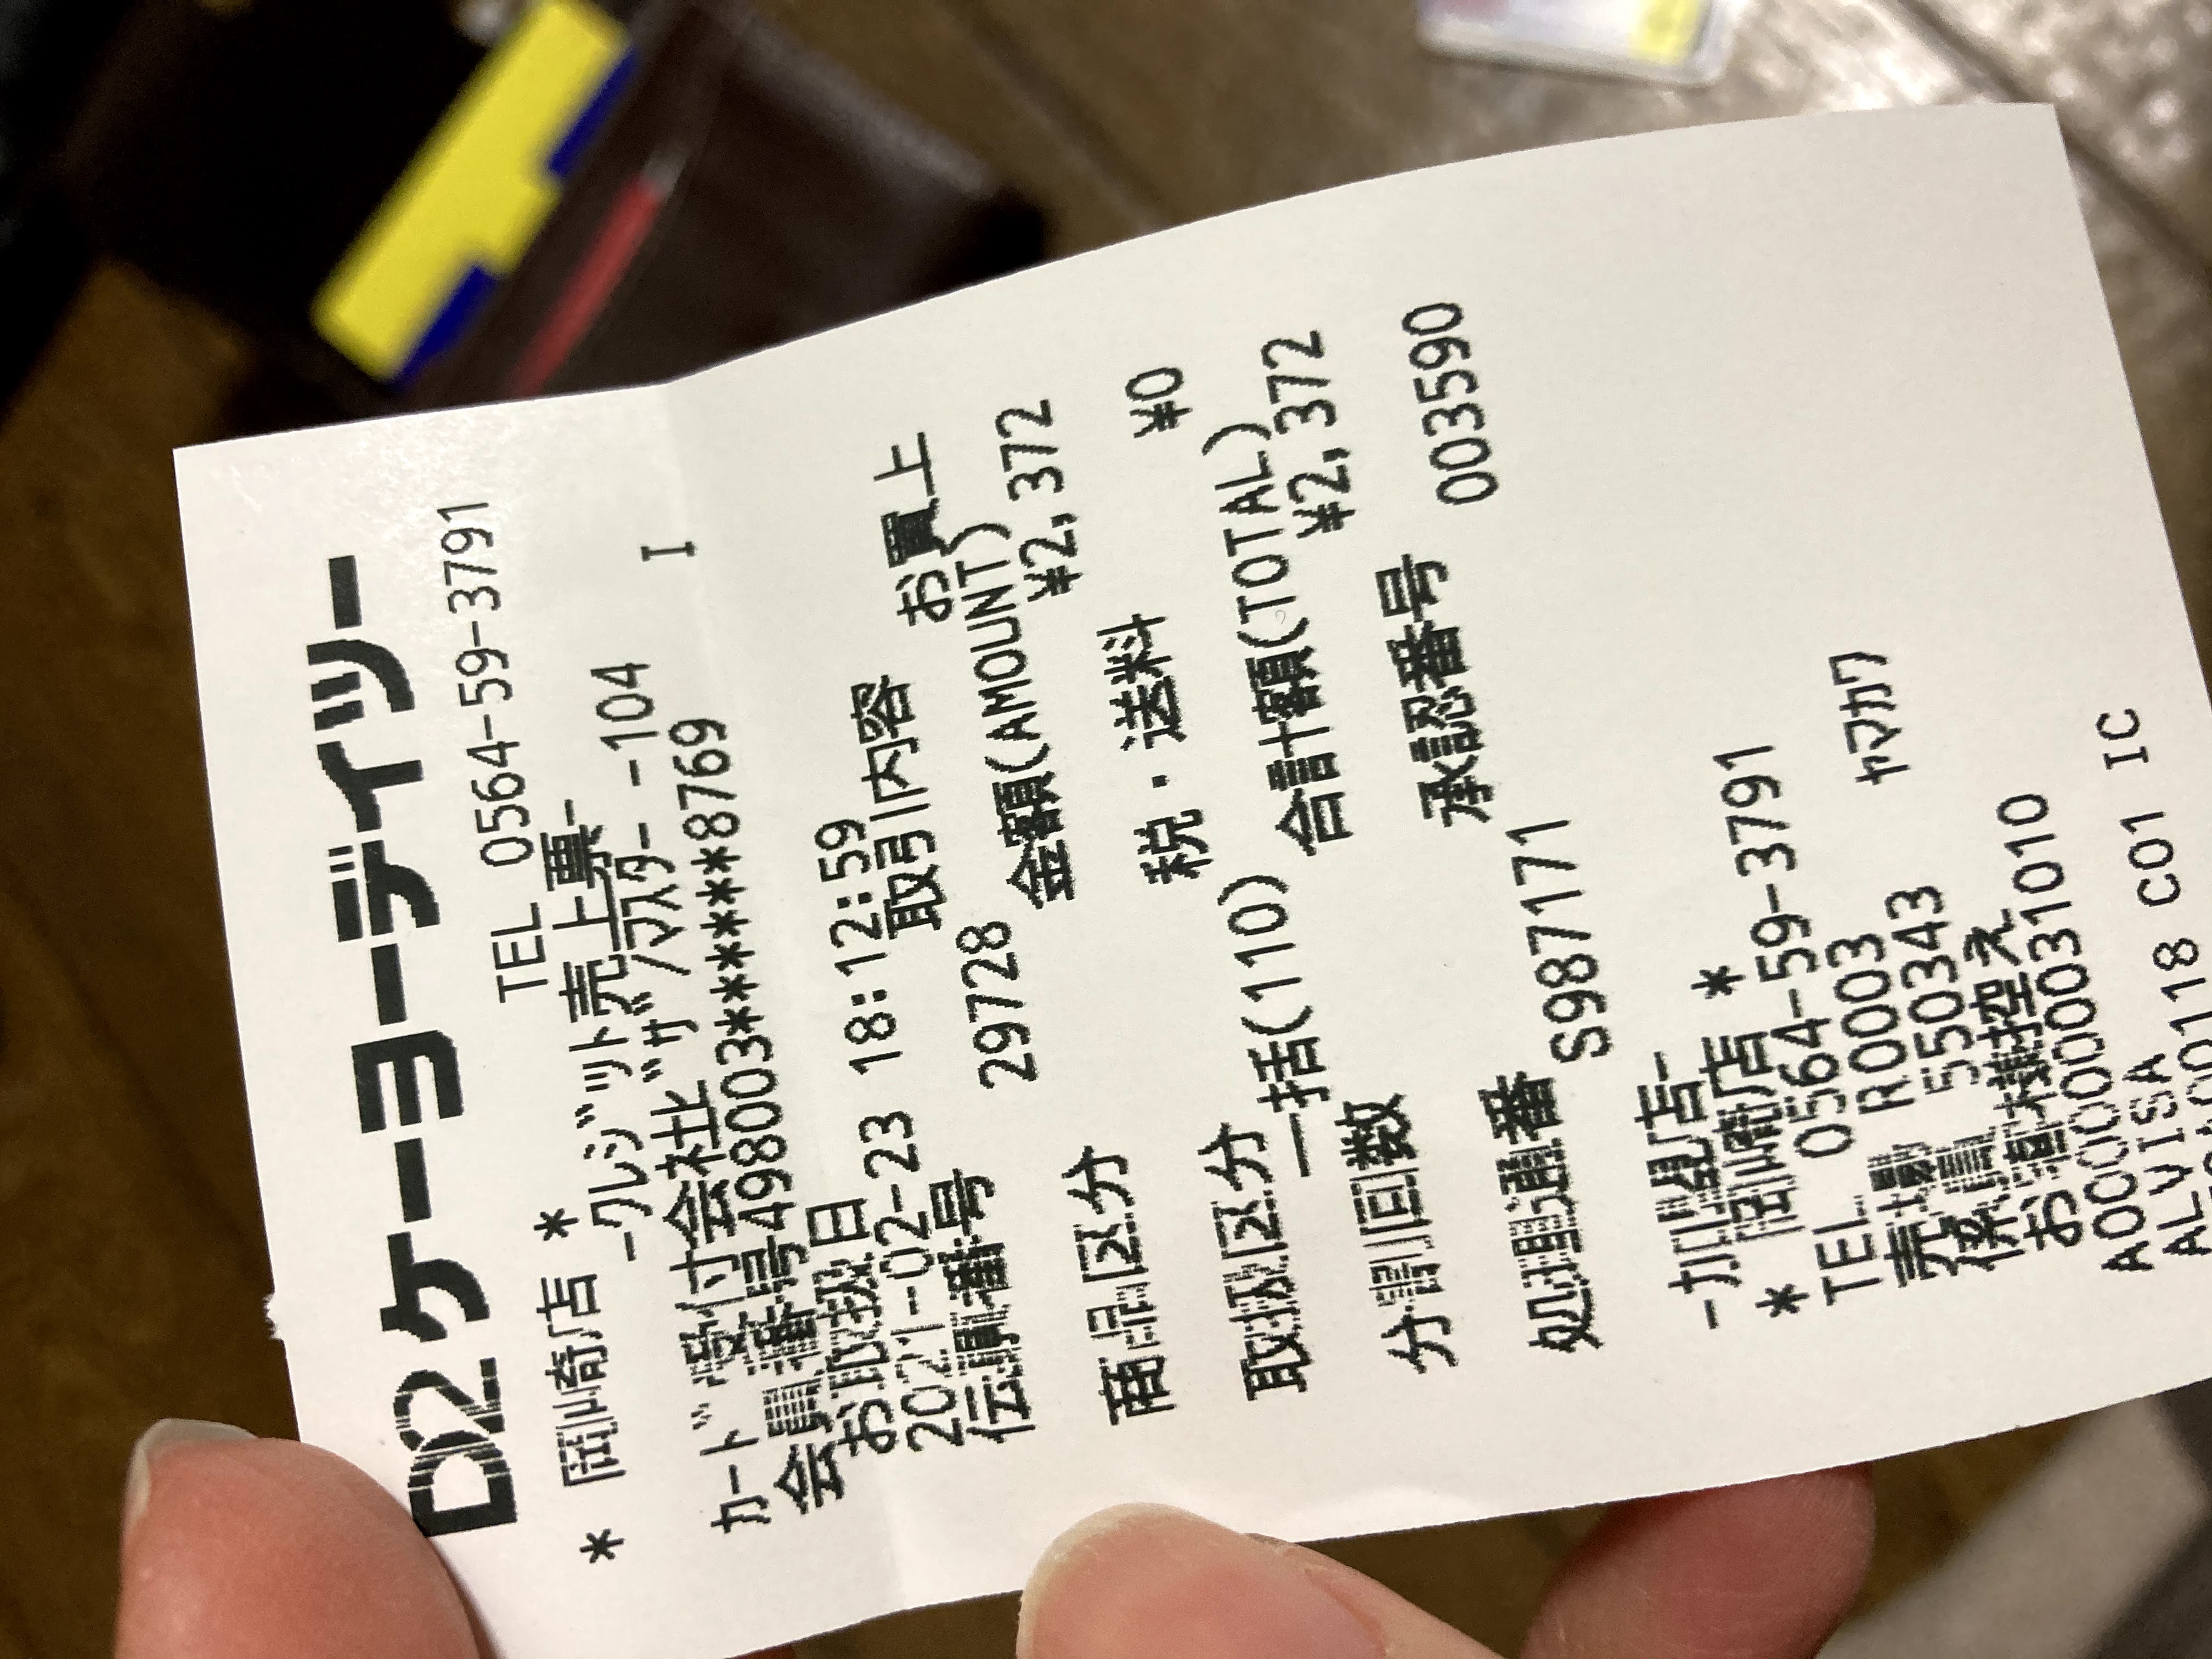 D2 ケーヨーデイツー
* 岡崎店 * TEL 0564-59-3791
-クレジット売上票-
カード受付会社ビザ/マスター -104
会員番号498003******8769 I
お取扱日
2021-02-23 18:12:59
伝票番号 取引内容
29728 お買上
商品区分 金額(AMOUNT)
¥2,372
取扱区分 税・送料
一括(110) ¥0
分割回数 合計額(TOTAL)
¥2,372
処理通番 承認番号
S987171 003590
-加盟店-
* 岡崎店 *
TEL 0564-59-3791
売場 R0003
係員 550343 ヤマカワ
お客様控え
A0000000031010
ALVISA
00118 C01 IC